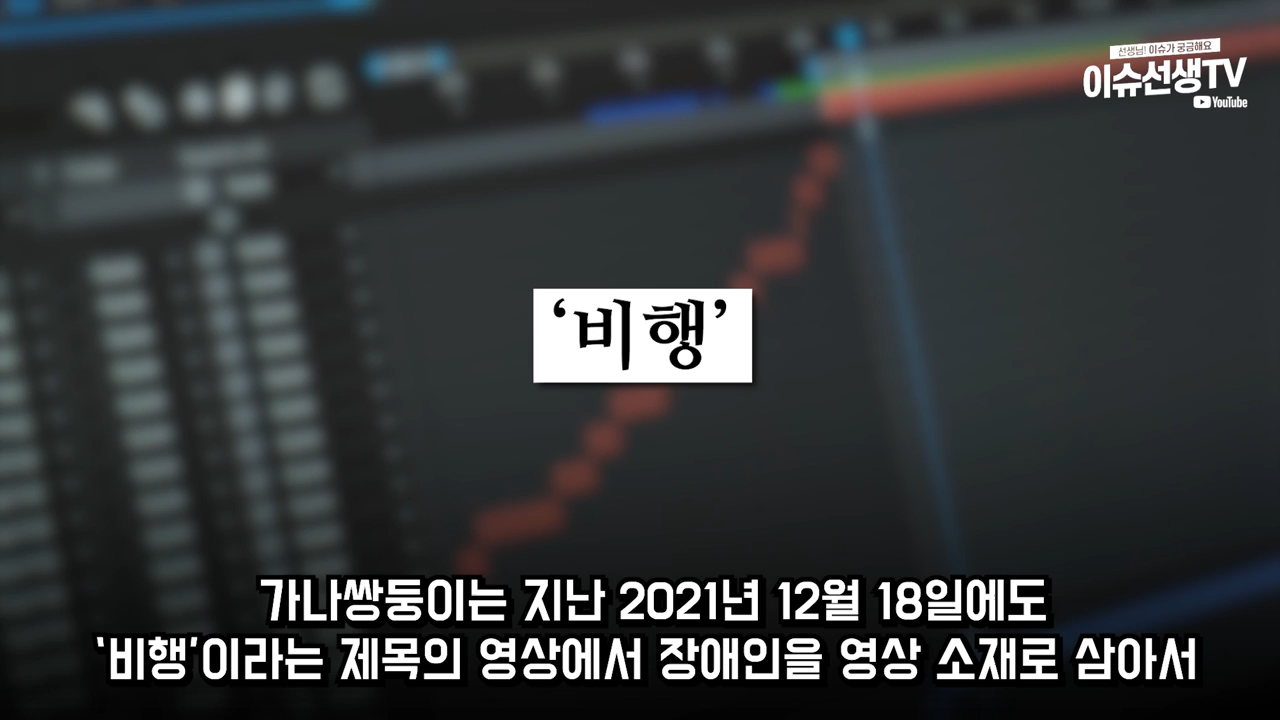 선생님! 이슈가 궁금해요
이슈선생TV
YouTube
‘비행’
가나쌍둥이는 지난 2021년 12월 18일에도
‘비행’이라는 제목의 영상에서 장애인을 영상 소재로 삼아서